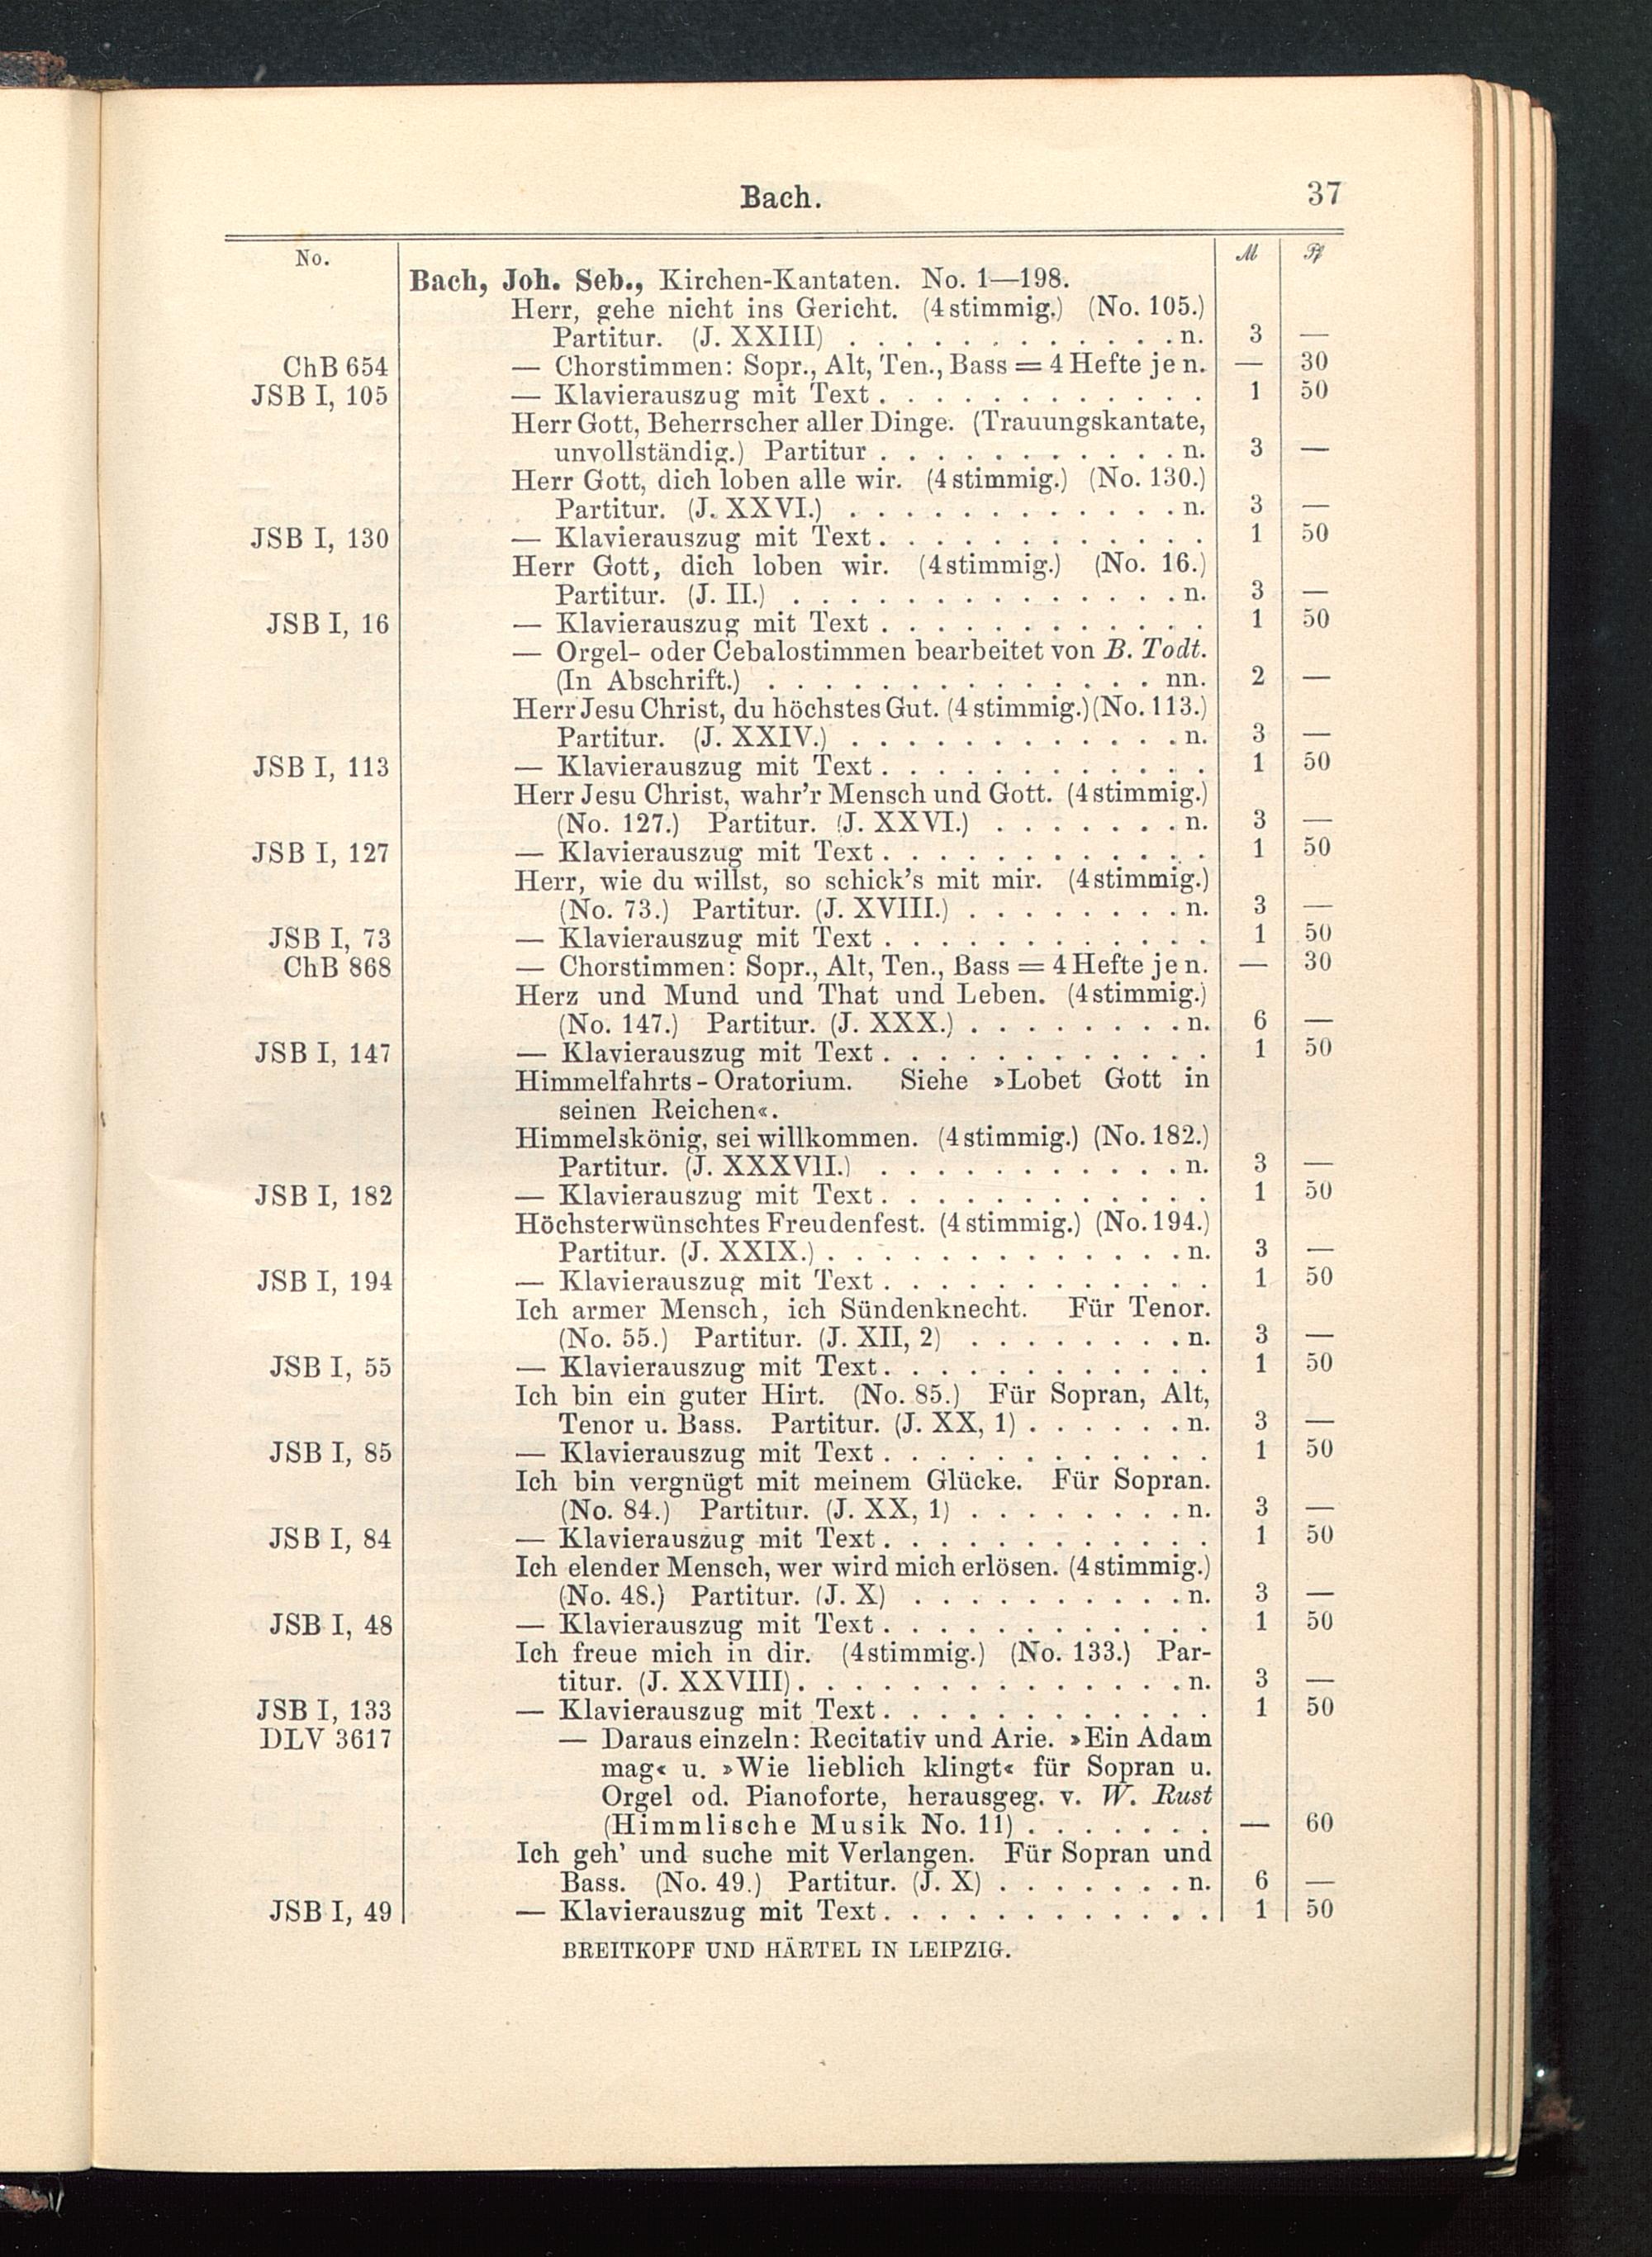 Bach. 37
No. M Pf
Bach, Joh. Seb., Kirchen-Kantaten. No. 1—198.
Herr, gehe nicht ins Gericht. (4stimmig.) (No. 105.)
Partitur. (J. XXIII) . . . . . . . . . . . . n. 3 —
ChB 654 — Chorstimmen: Sopr., Alt, Ten., Bass = 4 Hefte je n. — 30
JSB I, 105 — Klavierauszug mit Text . . . . . . . . . . . . 1 50
Herr Gott, Beherrscher aller Dinge. (Trauungskantate,
unvollständig.) Partitur . . . . . . . . . . . n. 3 —
Herr Gott, dich loben alle wir. (4stimmig.) (No. 130.)
Partitur. (J. XXVI.) . . . . . . . . . . . . n. 3 —
JSB I, 130 — Klavierauszug mit Text . . . . . . . . . . . . 1 50
Herr Gott, dich loben wir. (4stimmig.) (No. 16.)
Partitur. (J. II.) . . . . . . . . . . . . . . n. 3 —
JSB I, 16 — Klavierauszug mit Text . . . . . . . . . . . . 1 50
— Orgel- oder Cebalostimmen bearbeitet von B. Todt.
(In Abschrift.) . . . . . . . . . . . . . . nn. 2 —
Herr Jesu Christ, du höchstes Gut. (4stimmig.) (No. 113.)
Partitur. (J. XXIV.) . . . . . . . . . . . . n. 3 —
JSB I, 113 — Klavierauszug mit Text . . . . . . . . . . . . 1 50
Herr Jesu Christ, wahr'r Mensch und Gott. (4stimmig.)
(No. 127.) Partitur. (J. XXVI.) . . . . . . . n. 3 —
JSB I, 127 — Klavierauszug mit Text . . . . . . . . . . . . 1 50
Herr, wie du willst, so schick's mit mir. (4stimmig.)
(No. 73.) Partitur. (J. XVIII.) . . . . . . . . n. 3 —
JSB I, 73 — Klavierauszug mit Text . . . . . . . . . . . . 1 50
ChB 868 — Chorstimmen: Sopr., Alt, Ten., Bass = 4 Hefte je n. — 30
Herz und Mund und That und Leben. (4stimmig.)
(No. 147.) Partitur. (J. XXX.) . . . . . . . . n. 6 —
JSB I, 147 — Klavierauszug mit Text . . . . . . . . . . . . 1 50
Himmelfahrts-Oratorium. Siehe »Lobet Gott in
seinen Reichen«.
Himmelskönig, sei willkommen. (4stimmig.) (No. 182.)
Partitur. (J. XXXVII.) . . . . . . . . . . . n. 3 —
JSB I, 182 — Klavierauszug mit Text . . . . . . . . . . . . 1 50
Höchsterwünschtes Freudenfest. (4stimmig.) (No. 194.)
Partitur. (J. XXIX.) . . . . . . . . . . . . . n. 3 —
JSB I, 194 — Klavierauszug mit Text . . . . . . . . . . . . 1 50
Ich armer Mensch, ich Sündenknecht. Für Tenor.
(No. 55.) Partitur. (J. XII, 2) . . . . . . . . n. 3 —
JSB I, 55 — Klavierauszug mit Text . . . . . . . . . . . . 1 50
Ich bin ein guter Hirt. (No. 85.) Für Sopran, Alt,
Tenor u. Bass. Partitur. (J. XX, 1) . . . . . . n. 3 —
JSB I, 85 — Klavierauszug mit Text . . . . . . . . . . . . 1 50
Ich bin vergnügt mit meinem Glücke. Für Sopran.
(No. 84.) Partitur. (J. XX, 1) . . . . . . . . n. 3 —
JSB I, 84 — Klavierauszug mit Text . . . . . . . . . . . . 1 50
Ich elender Mensch, wer wird mich erlösen. (4stimmig.)
(No. 48.) Partitur. (J. X) . . . . . . . . . . n. 3 —
JSB I, 48 — Klavierauszug mit Text . . . . . . . . . . . . 1 50
Ich freue mich in dir. (4stimmig.) (No. 133.) Par-
titur. (J. XXVIII) . . . . . . . . . . . . . . n. 3 —
JSB I, 133 — Klavierauszug mit Text . . . . . . . . . . . . 1 50
DLV 3617 — Daraus einzeln: Recitativ und Arie. »Ein Adam
mag« u. »Wie lieblich klingt« für Sopran u.
Orgel od. Pianoforte, herausgeg. v. W. Rust
(Himmlische Musik No. 11) . . . . . . . — 60
Ich geh' und suche mit Verlangen. Für Sopran und
Bass. (No. 49.) Partitur. (J. X) . . . . . . . n. 6 —
JSB I, 49 — Klavierauszug mit Text . . . . . . . . . . . . 1 50
BREITKOPF UND HÄRTEL IN LEIPZIG.